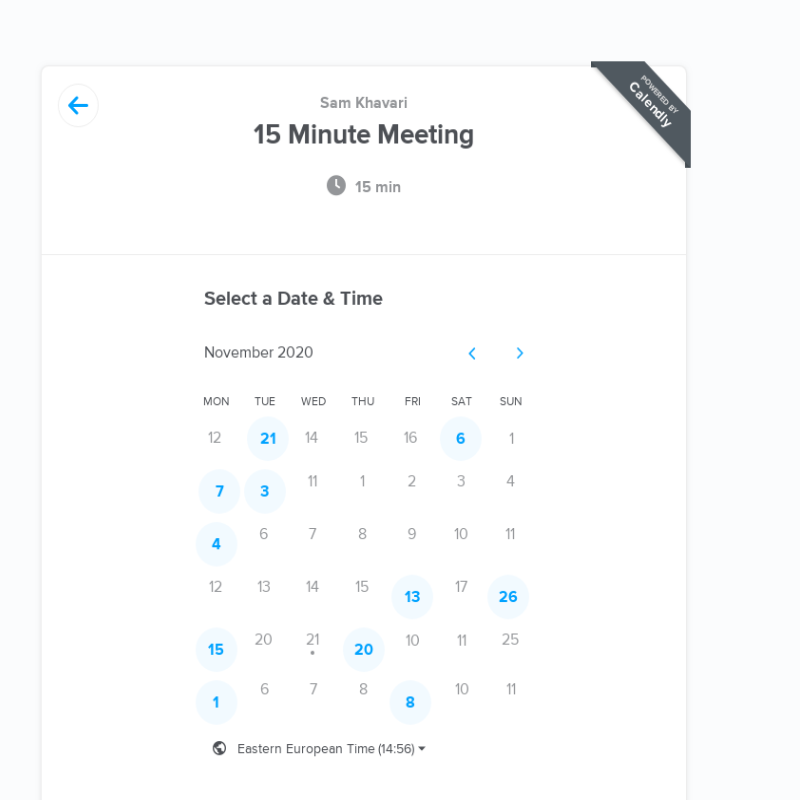 Sam Khavari
15 Minute Meeting
POWERED BY
Calendly
15 min
Select a Date & Time
November 2020
MON TUE WED THU FRI SAT SUN
12 21 14 15 16 6 1
7 3 11 1 2 3 4
4 6 7 8 9 10 11
12 13 14 15 13 17 26
15 20 21 20 10 11 25
1 6 7 8 8 10 11
Eastern European Time (14:56)